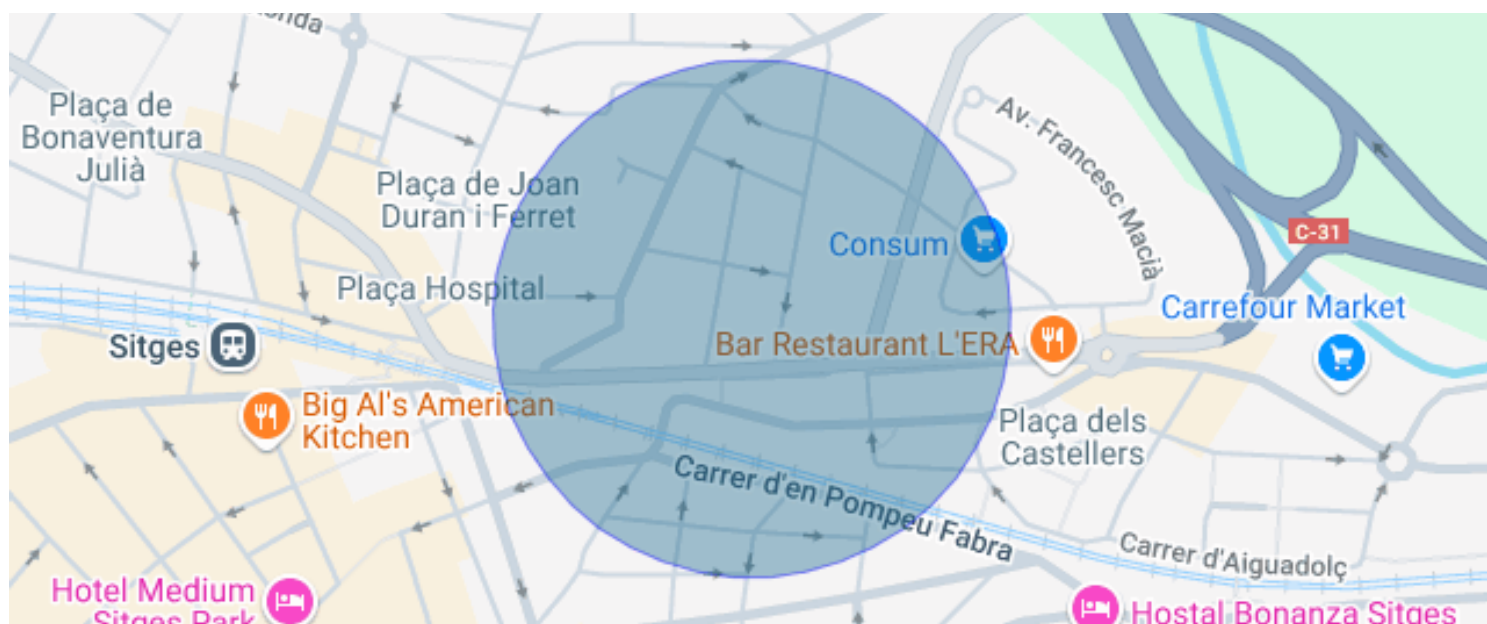 Plaça de
Bonaventura
Julià
Plaça de Joan
Duran i Ferret
Av. Francesc Macià
C-31
Consum
Plaça Hospital
Carrefour Market
Sitges
Bar Restaurant L'ERA
Big Al's American
Kitchen
Plaça dels
Castellers
Carrer d'en Pompeu Fabra
Carrer d'Aiguadolç
Hotel Medium
Sitges Park
Hostal Bonanza Sitges